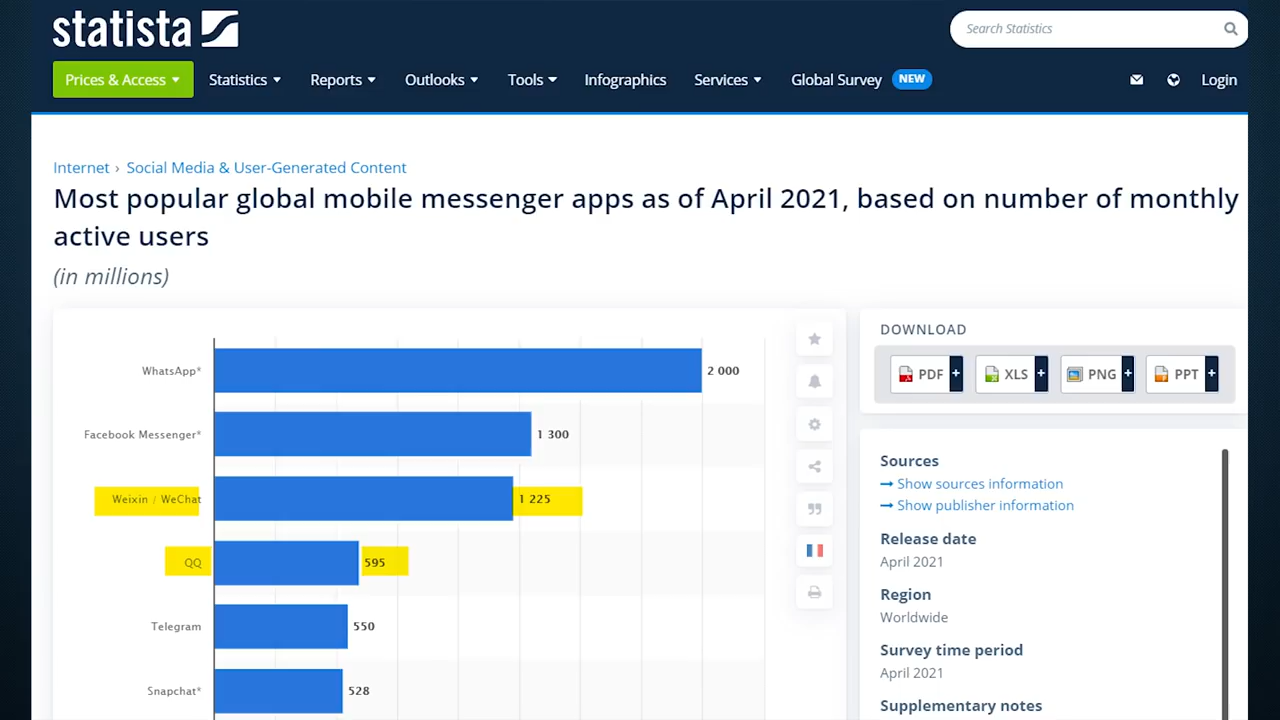 statista
Search Statistics
Prices & Access Statistics Reports Outlooks Tools Infographics Services Global Survey NEW Login
Internet › Social Media & User-Generated Content
Most popular global mobile messenger apps as of April 2021, based on number of monthly
active users
(in millions)
WhatsApp* 2 000
Facebook Messenger* 1 300
Weixin / WeChat 1 225
QQ 595
Telegram 550
Snapchat* 528
DOWNLOAD
PDF + XLS + PNG + PPT +
Sources
→ Show sources information
→ Show publisher information
Release date
April 2021
Region
Worldwide
Survey time period
April 2021
Supplementary notes